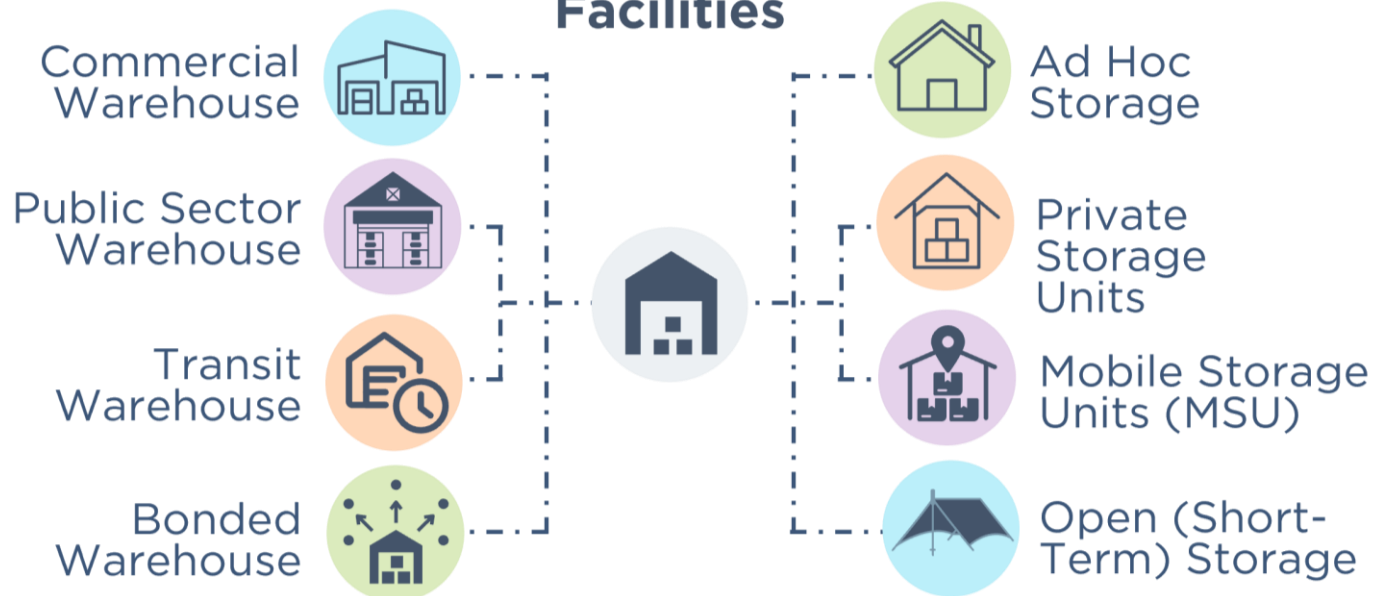 Facilities
Commercial
Warehouse
Public Sector
Warehouse
Transit
Warehouse
Bonded
Warehouse
Ad Hoc
Storage
Private
Storage
Units
Mobile Storage
Units (MSU)
Open (Short-
Term) Storage